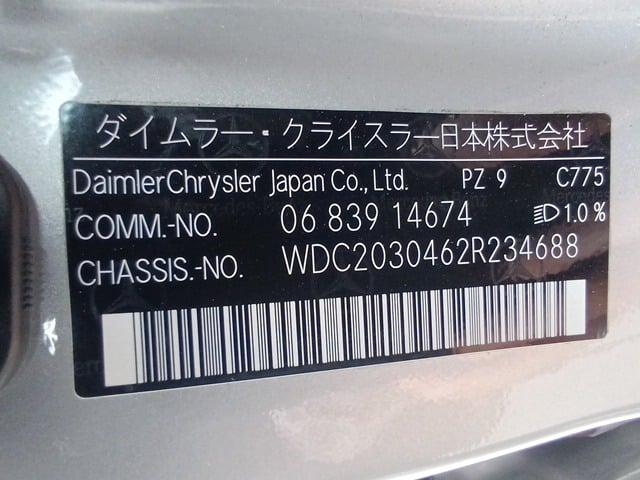 ダイムラー・クライスラー日本株式会社
DaimlerChrysler Japan Co., Ltd. PZ 9 C775
COMM.-NO. 06 839 14674 1.0%
CHASSIS.-NO. WDC2030462R234688